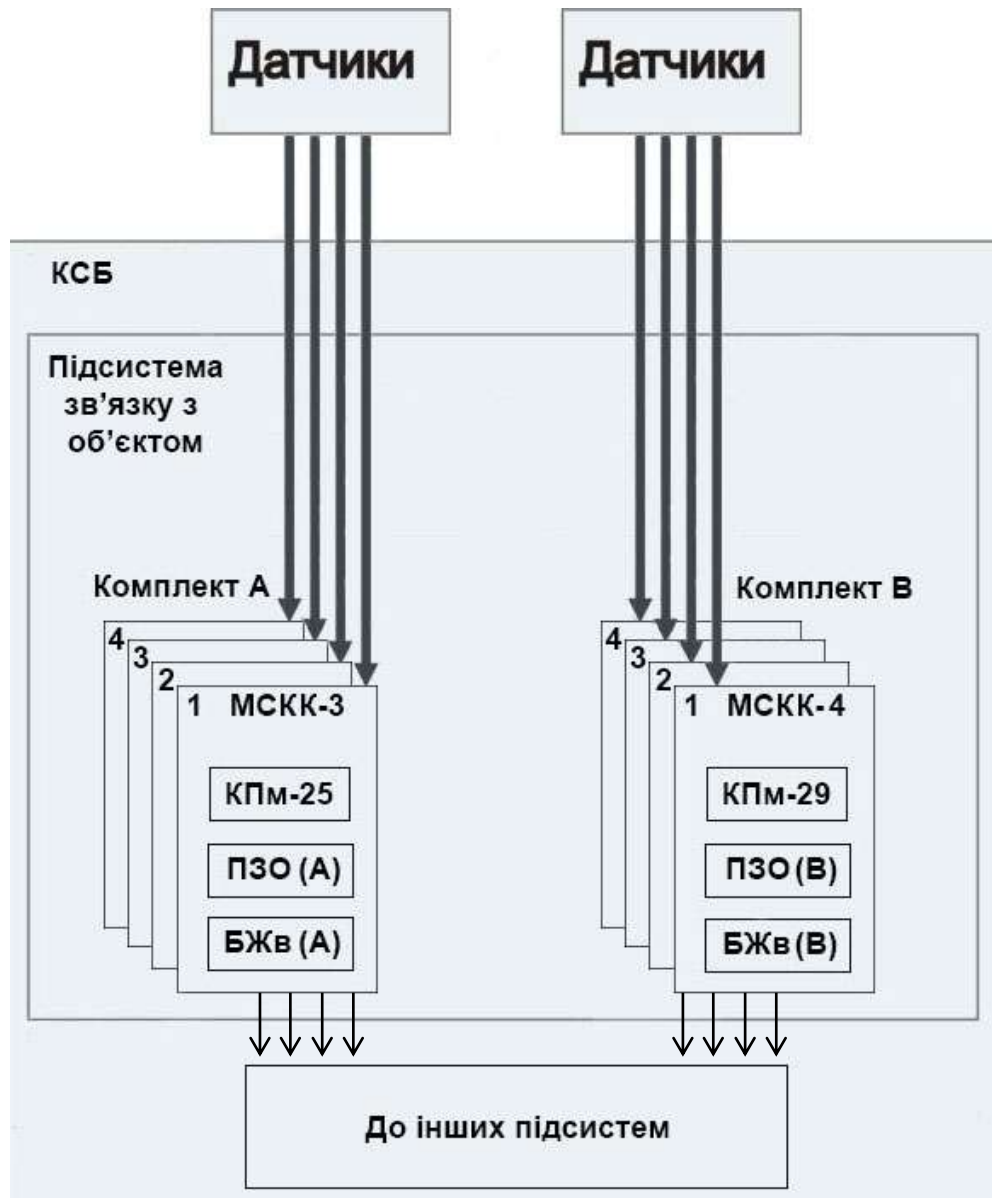 Датчики
Датчики
КСБ
Підсистема
зв’язку з
об’єктом
Комплект А
Комплект В
4
3
2
1 МСКК-3
КПм-25
ПЗО (А)
БЖв (А)
4
3
2
1 МСКК-4
КПм-29
ПЗО (В)
БЖв (В)
До інших підсистем